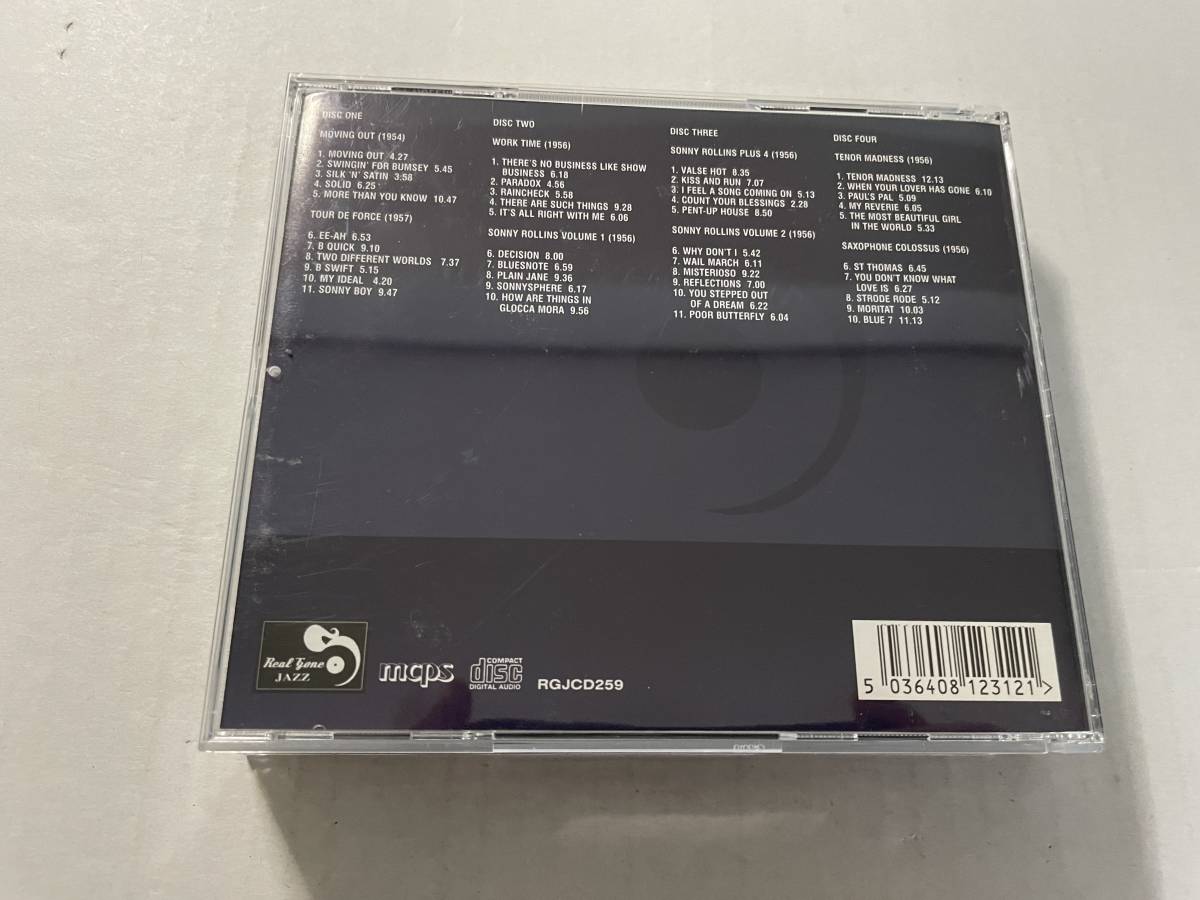 DISC ONE
MOVING OUT (1954)
1. MOVING OUT 4.27
2. SWINGIN' FOR BUMSEY 5.45
3. SILK 'N' SATIN 3:58
4. SOLID 6.25
5. MORE THAN YOU KNOW 10.47
TOUR DE FORCE (1957)
6. EE-AH 6.53
7. B QUICK 9.10
8. TWO DIFFERENT WORLDS 7.37
9. B SWIFT 5.15
10. MY IDEAL 4.20
11. SONNY BOY 9.47
DISC TWO
WORK TIME (1956)
1. THERE'S NO BUSINESS LIKE SHOW
BUSINESS 6.18
2. PARADOX 4.56
3. RAINCHECK 5.58
4. THERE ARE SUCH THINGS 9.28
5. IT'S ALL RIGHT WITH ME 6.06
SONNY ROLLINS VOLUME 1 (1956)
6. DECISION 8.00
7. BLUESNOTE 6.59
8. PLAIN JANE 9.36
9. SONNYSPHERE 6.17
10. HOW ARE THINGS IN
GLOCCA MORA 9.56
DISC THREE
SONNY ROLLINS PLUS 4 (1956)
1. VALSE HOT 8.35
2. KISS AND RUN 7.07
3. I FEEL A SONG COMING ON 5.13
4. COUNT YOUR BLESSINGS 2.28
5. PENT-UP HOUSE 8.50
SONNY ROLLINS VOLUME 2 (1956)
6. WHY DON'T I 5.42
7. WAIL MARCH 6.11
8. MISTERIOSO 9.22
9. REFLECTIONS 7.00
10. YOU STEPPED OUT
OF A DREAM 6.22
11. POOR BUTTERFLY 6.04
DISC FOUR
TENOR MADNESS (1956)
1. TENOR MADNESS 12.13
2. WHEN YOUR LOVER HAS GONE 6.10
3. PAUL'S PAL 5.09
4. MY REVERIE 6.05
5. THE MOST BEAUTIFUL GIRL
IN THE WORLD 5.33
SAXOPHONE COLOSSUS (1956)
6. ST THOMAS 6.45
7. YOU DON'T KNOW WHAT
LOVE IS 6.27
8. STRODE RODE 5.12
9. MORITAT 10.03
10. BLUE 7 11.13
Real Gone
JAZZ
mcps
COMPACT
disc
DIGITAL AUDIO
RGJCD259
5 036408 123121 >